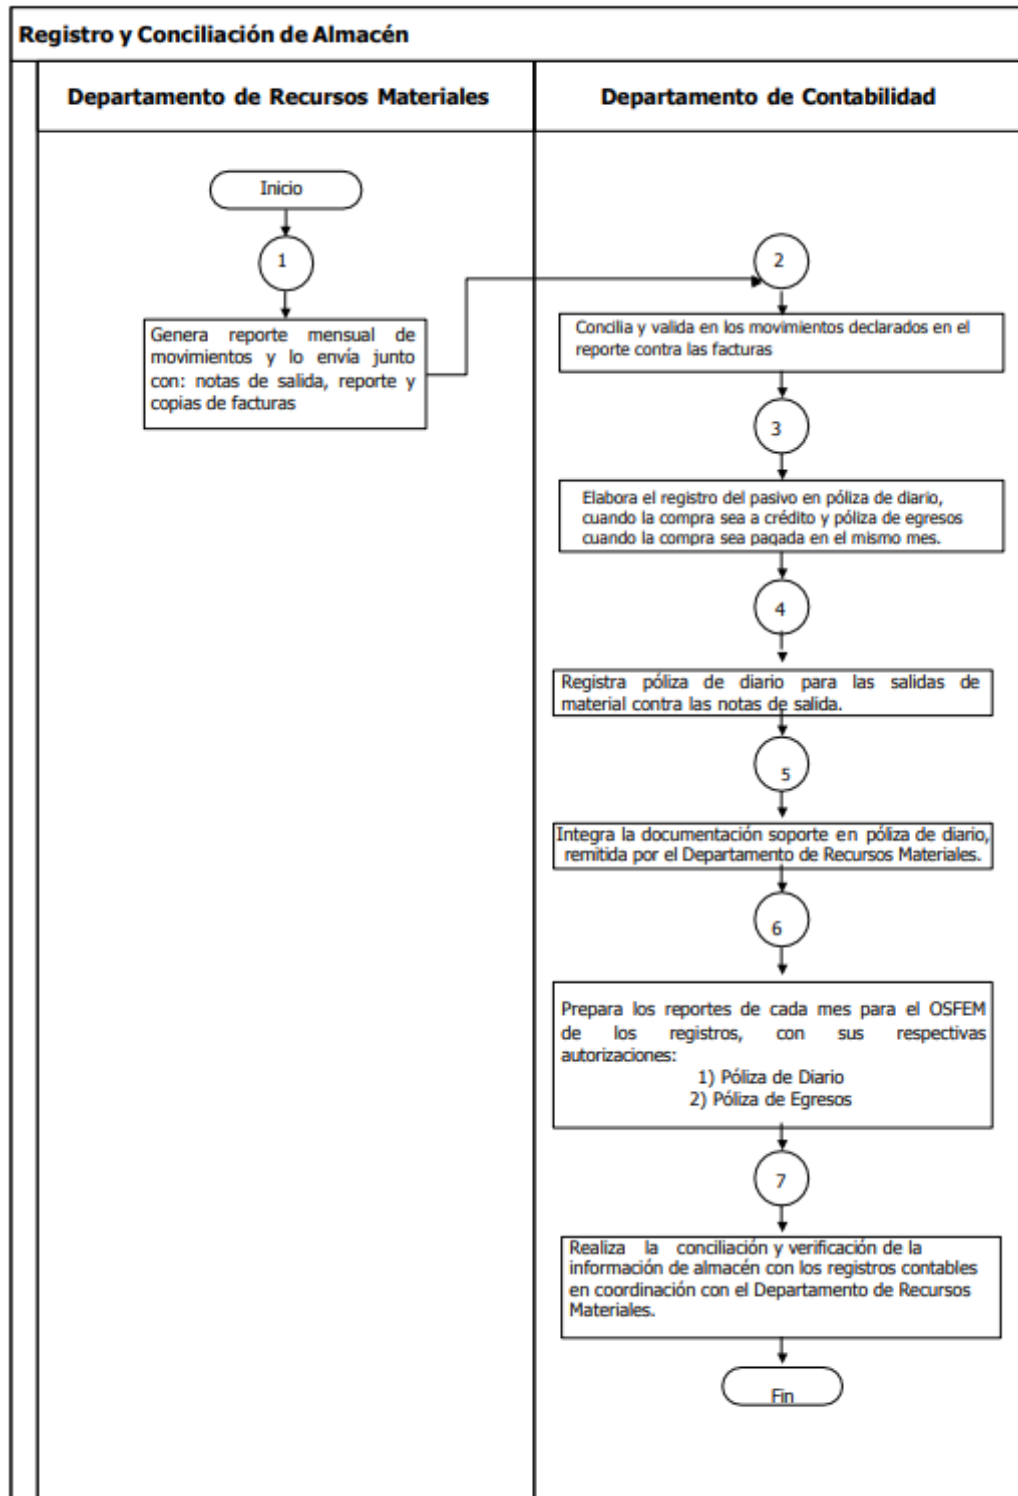 Registro y Conciliación de Almacén
Departamento de Recursos Materiales
Departamento de Contabilidad
Inicio
1
Genera reporte mensual de
movimientos y lo envía junto
con: notas de salida, reporte y
copias de facturas
2
Concilia y valida en los movimientos declarados en el
reporte contra las facturas
3
Elabora el registro del pasivo en póliza de diario,
cuando la compra sea a crédito y póliza de egresos
cuando la compra sea pagada en el mismo mes.
4
Registra póliza de diario para las salidas de
material contra las notas de salida.
5
Integra la documentación soporte en póliza de diario,
remitida por el Departamento de Recursos Materiales.
6
Prepara los reportes de cada mes para el OSFEM
de los registros, con sus respectivas
autorizaciones:
1) Póliza de Diario
2) Póliza de Egresos
7
Realiza la conciliación y verificación de la
información de almacén con los registros contables
en coordinación con el Departamento de Recursos
Materiales.
Fin